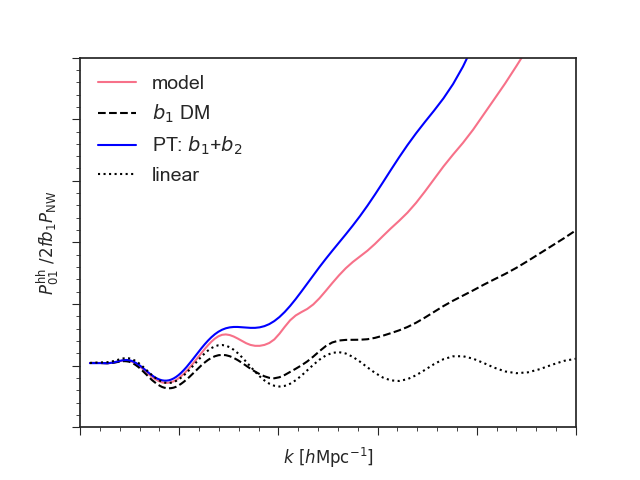 model
b₁ DM
PT: b₁+b₂
linear
P₀₁ʰʰ /2fb₁P_NW
k [hMpc⁻¹]